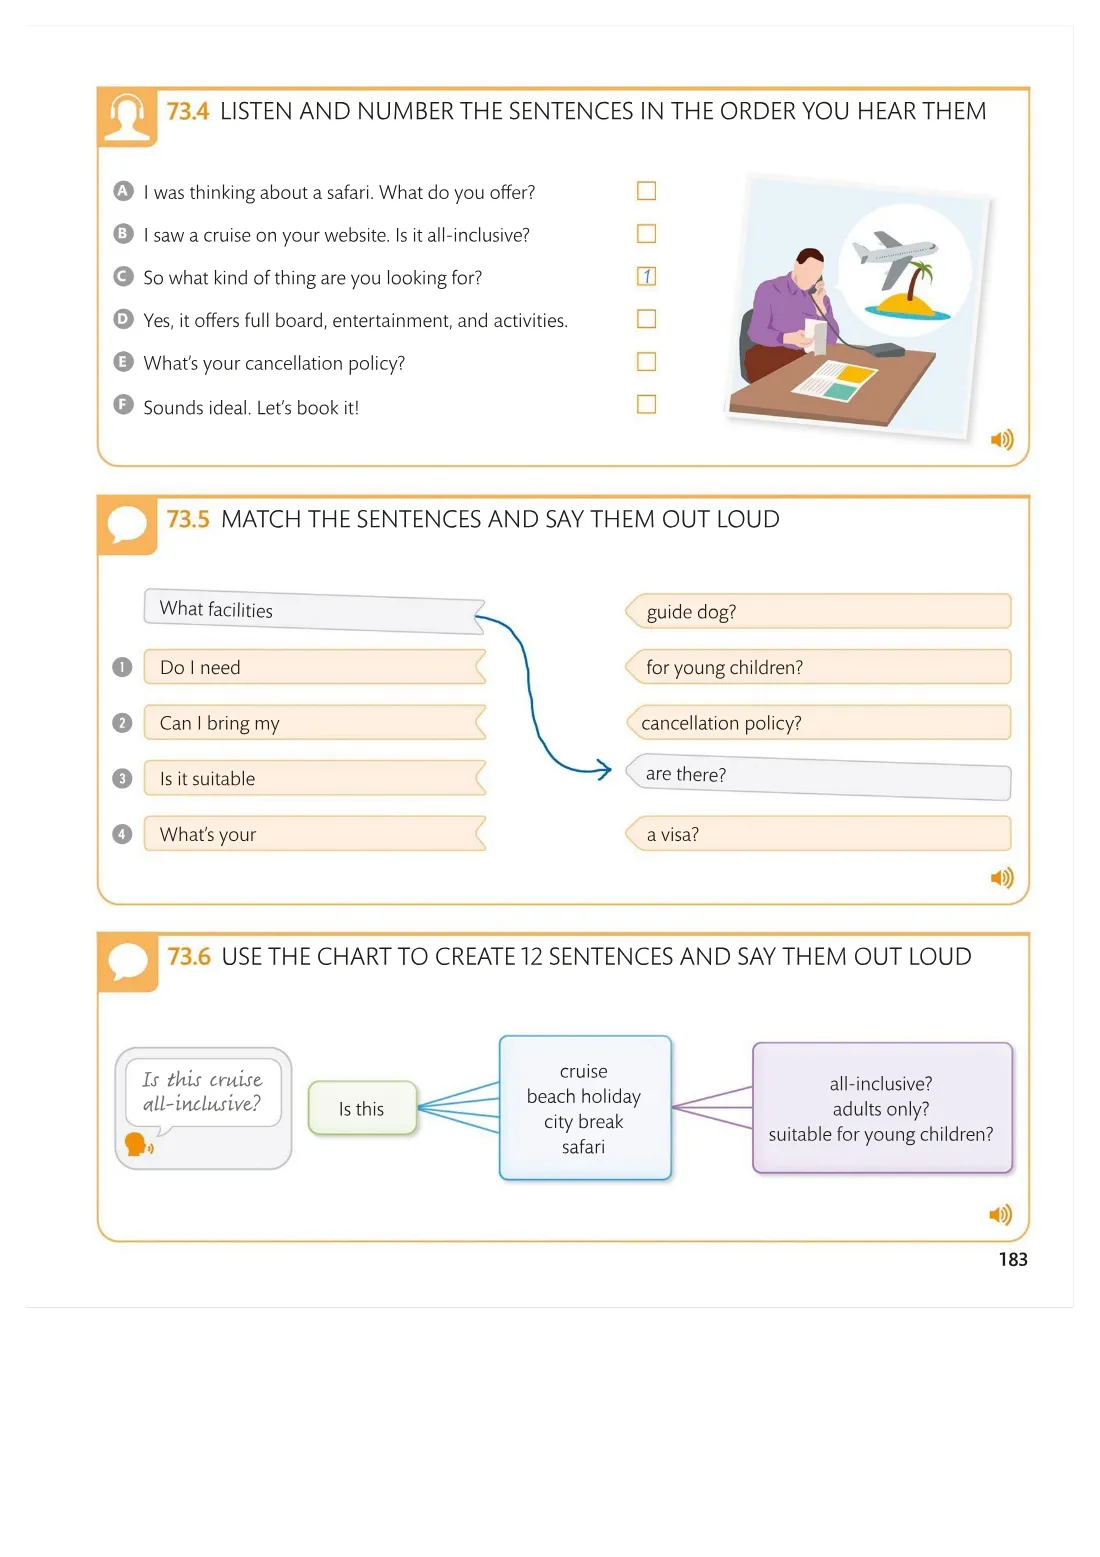 73.4 LISTEN AND NUMBER THE SENTENCES IN THE ORDER YOU HEAR THEM
A I was thinking about a safari. What do you offer?
B I saw a cruise on your website. Is it all-inclusive?
C So what kind of thing are you looking for? 1
D Yes, it offers full board, entertainment, and activities.
E What’s your cancellation policy?
F Sounds ideal. Let’s book it!
73.5 MATCH THE SENTENCES AND SAY THEM OUT LOUD
What facilities
guide dog?
1 Do I need
for young children?
2 Can I bring my
cancellation policy?
3 Is it suitable
are there?
4 What’s your
a visa?
73.6 USE THE CHART TO CREATE 12 SENTENCES AND SAY THEM OUT LOUD
Is this cruise
all-inclusive?
Is this
cruise
beach holiday
city break
safari
all-inclusive?
adults only?
suitable for young children?
183